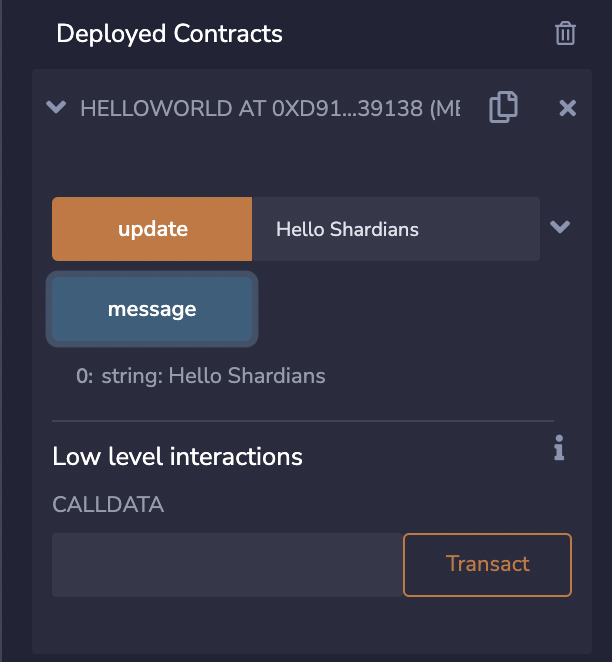 Deployed Contracts
HELLOWORLD AT 0XD91...39138 (ME
update Hello Shardians
message
0: string: Hello Shardians
Low level interactions
CALLDATA
Transact